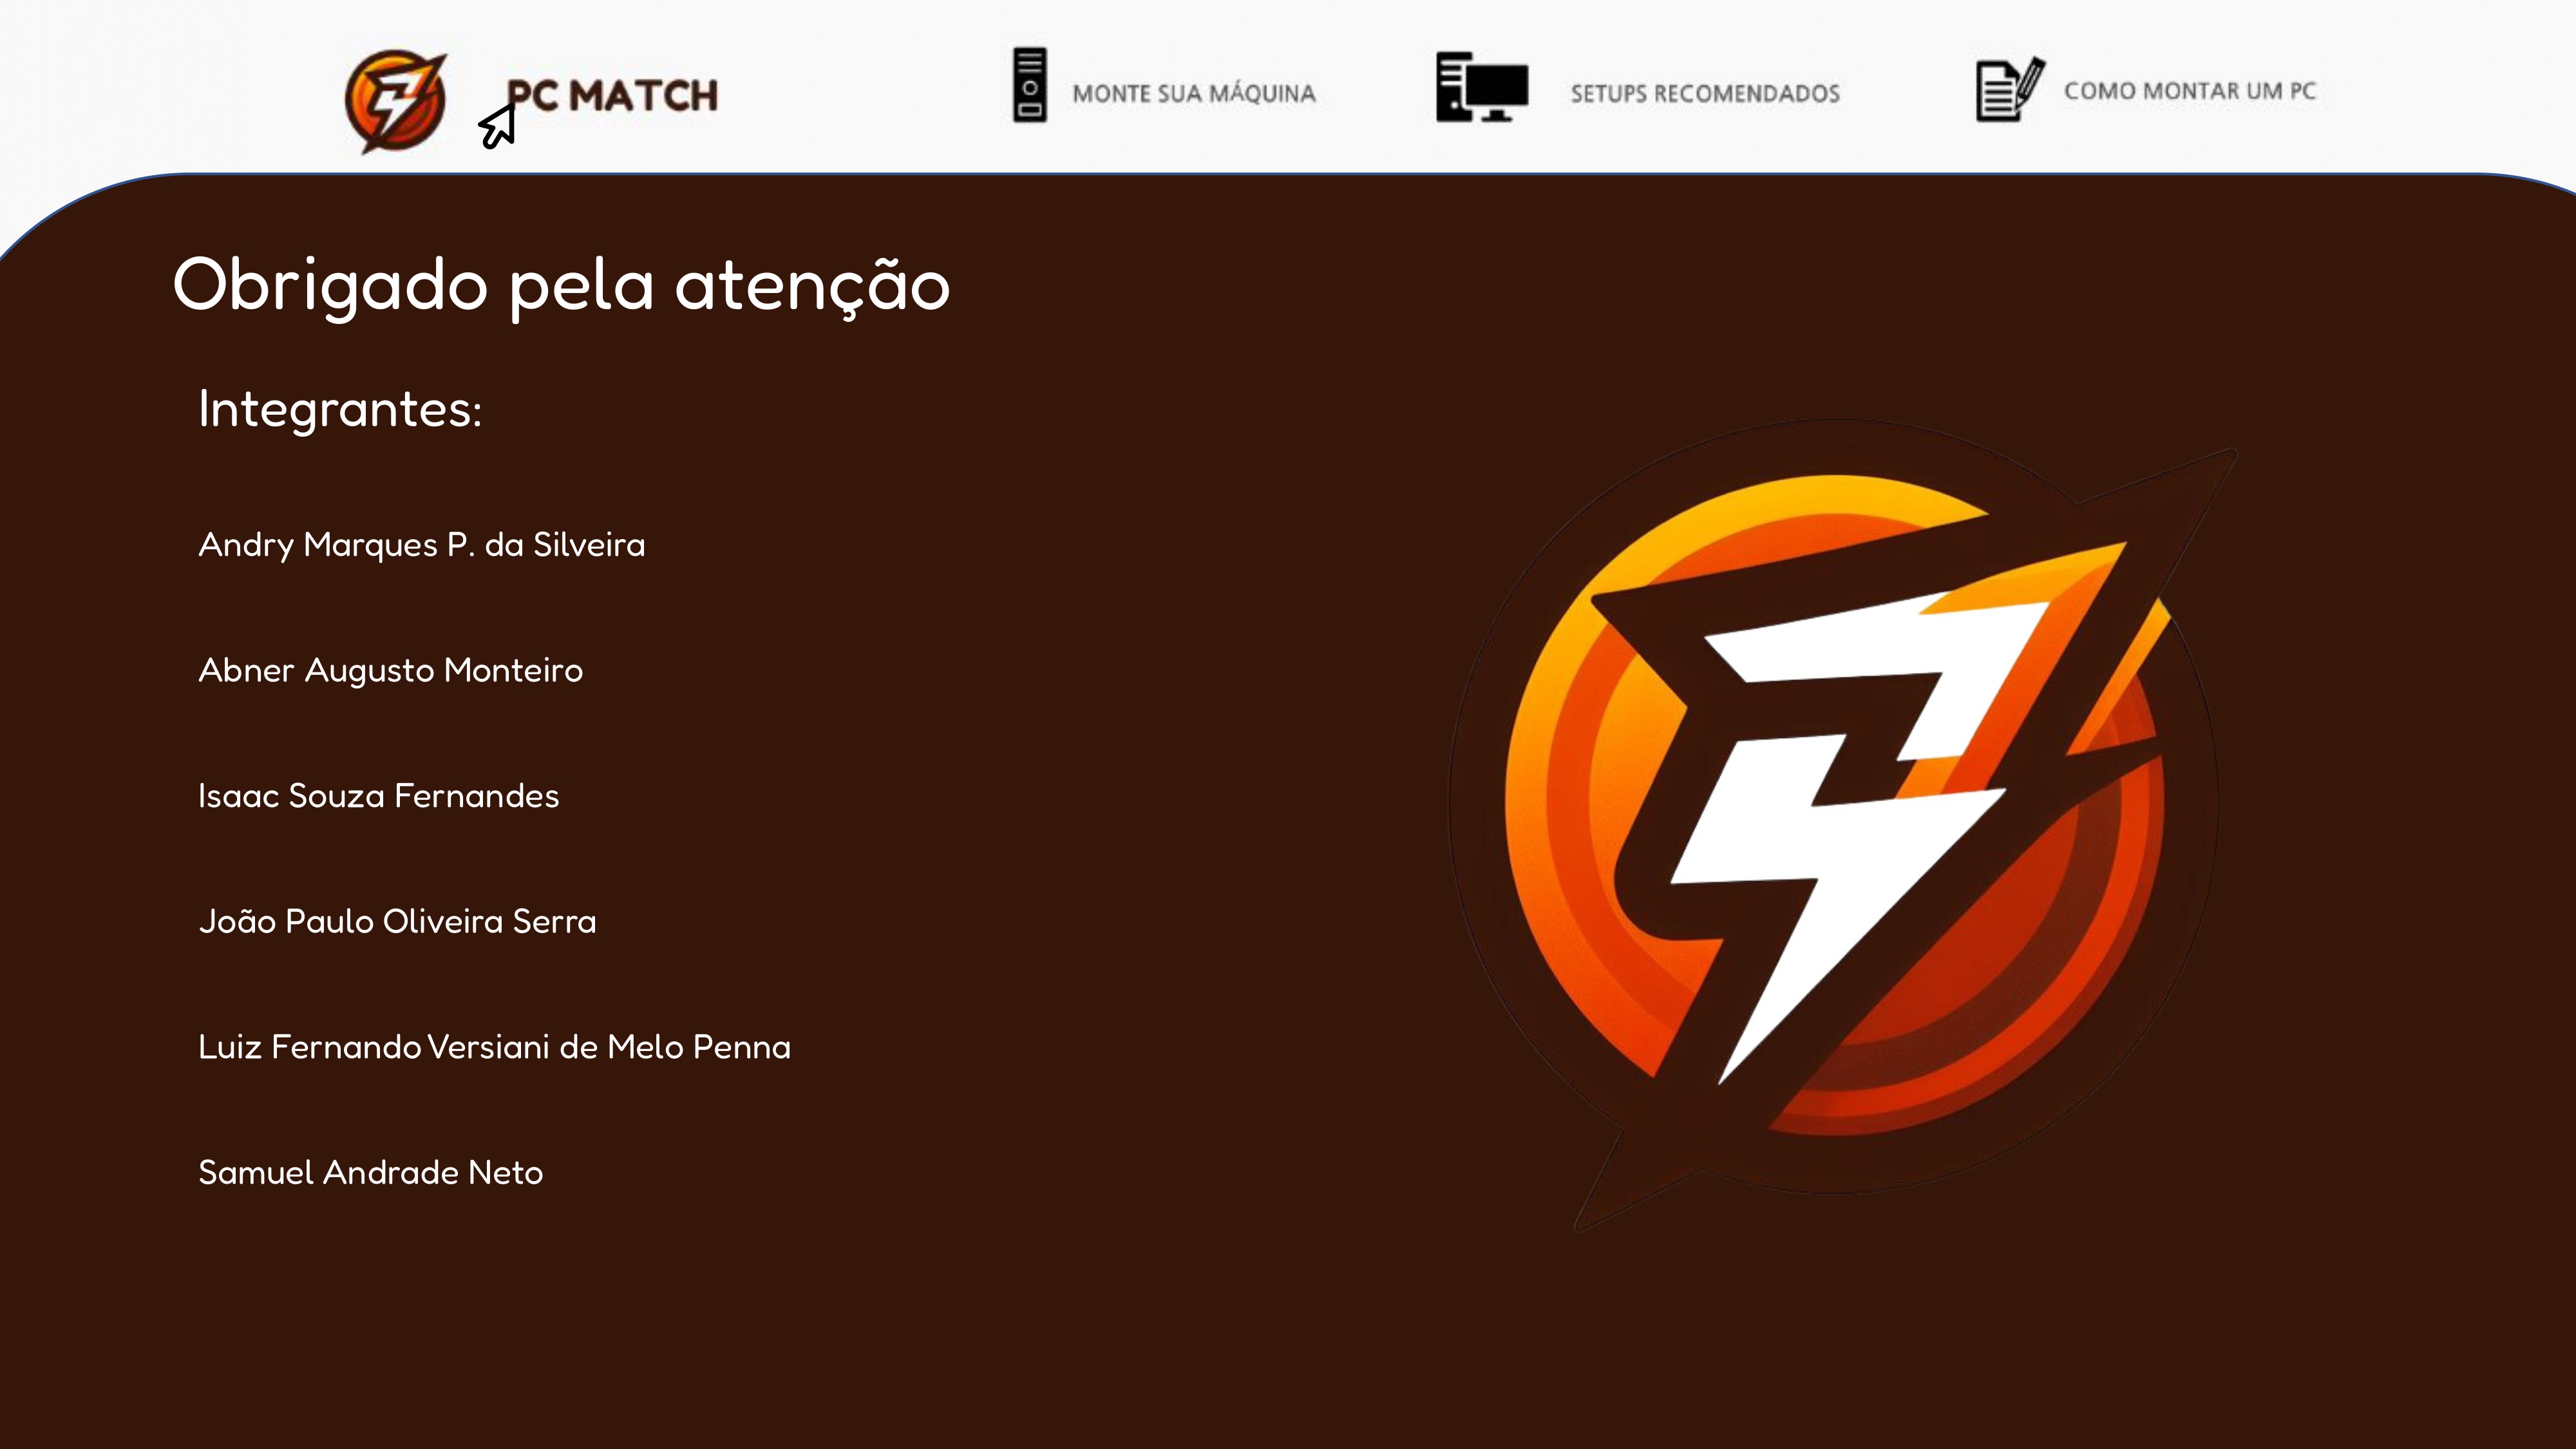 PC MATCH
MONTE SUA MÁQUINA
SETUPS RECOMENDADOS
COMO MONTAR UM PC
Obrigado pela atenção
Integrantes:
Andry Marques P. da Silveira
Abner Augusto Monteiro
Isaac Souza Fernandes
João Paulo Oliveira Serra
Luiz Fernando Versiani de Melo Penna
Samuel Andrade Neto